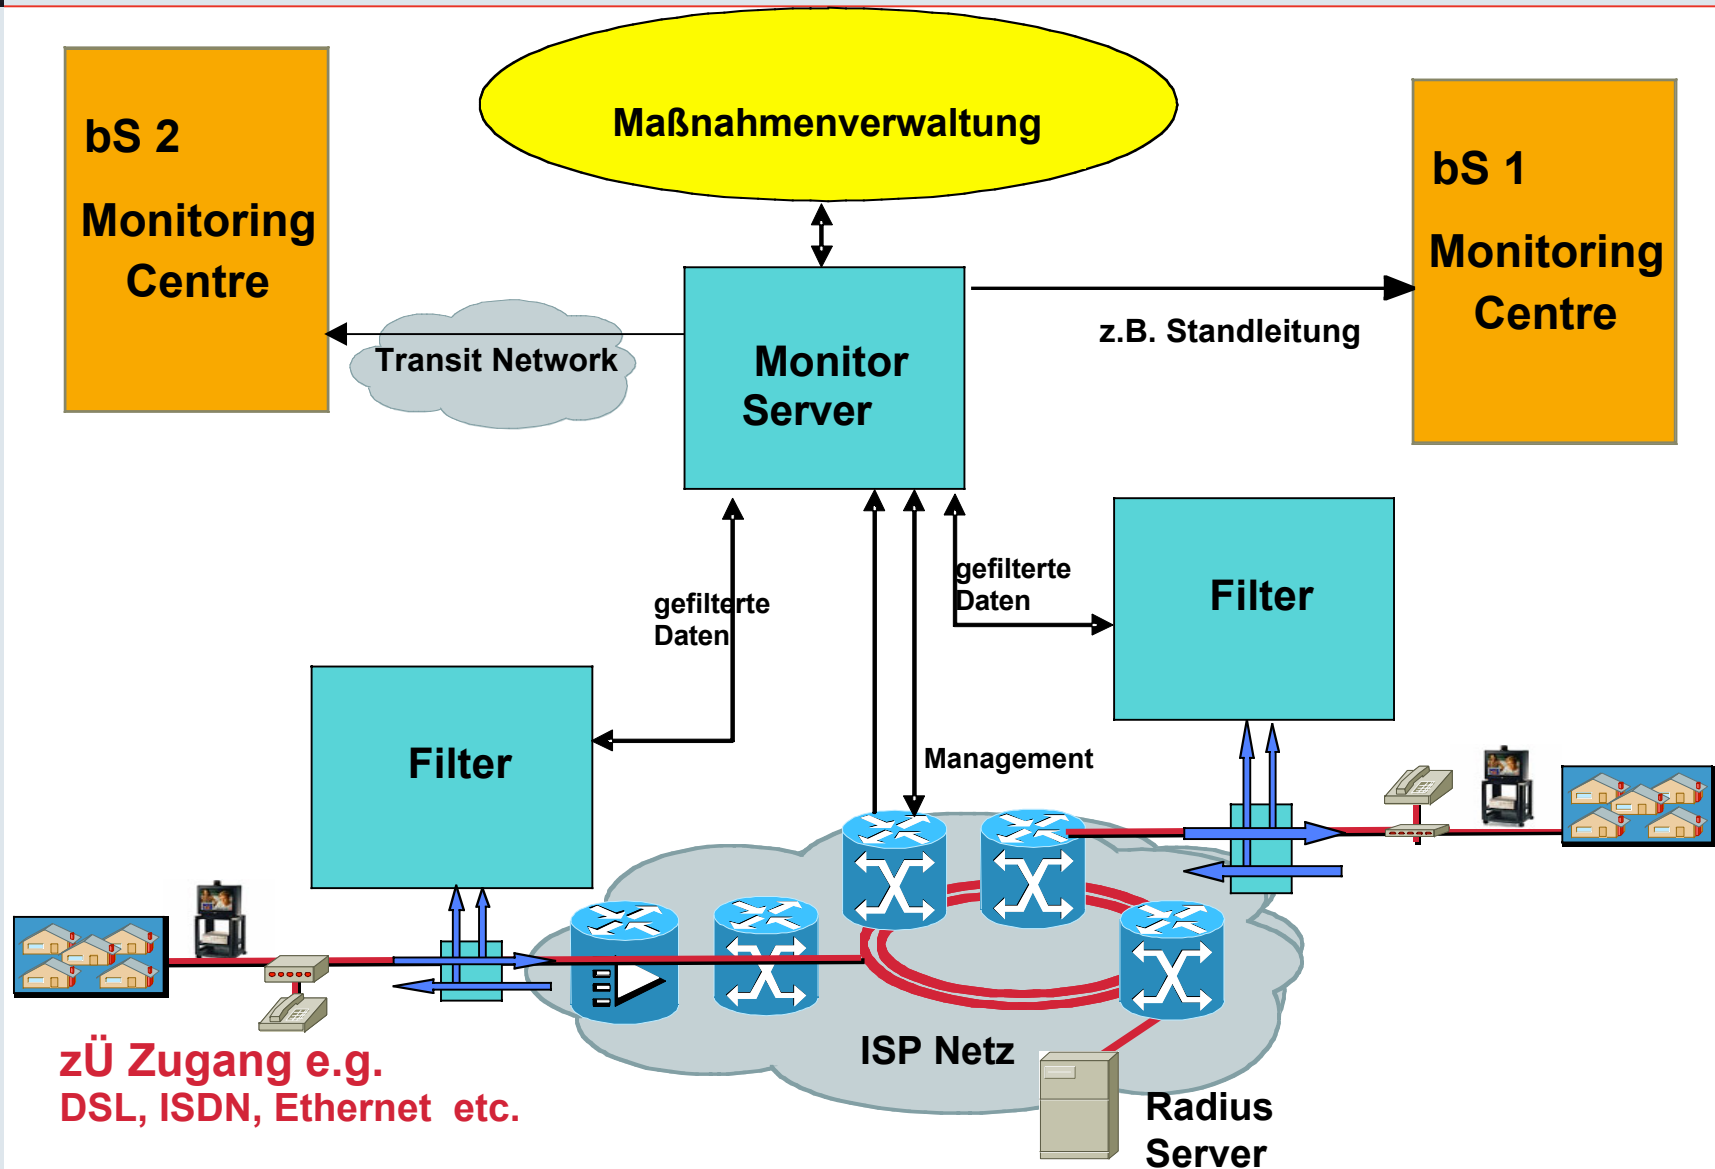 Maßnahmenverwaltung
bS 2
Monitoring
Centre
bS 1
Monitoring
Centre
Transit Network
z.B. Standleitung
Monitor
Server
gefilterte
Daten
gefilterte
Daten
Filter
Filter
Management
ISP Netz
zÜ Zugang e.g.
DSL, ISDN, Ethernet etc.
Radius
Server